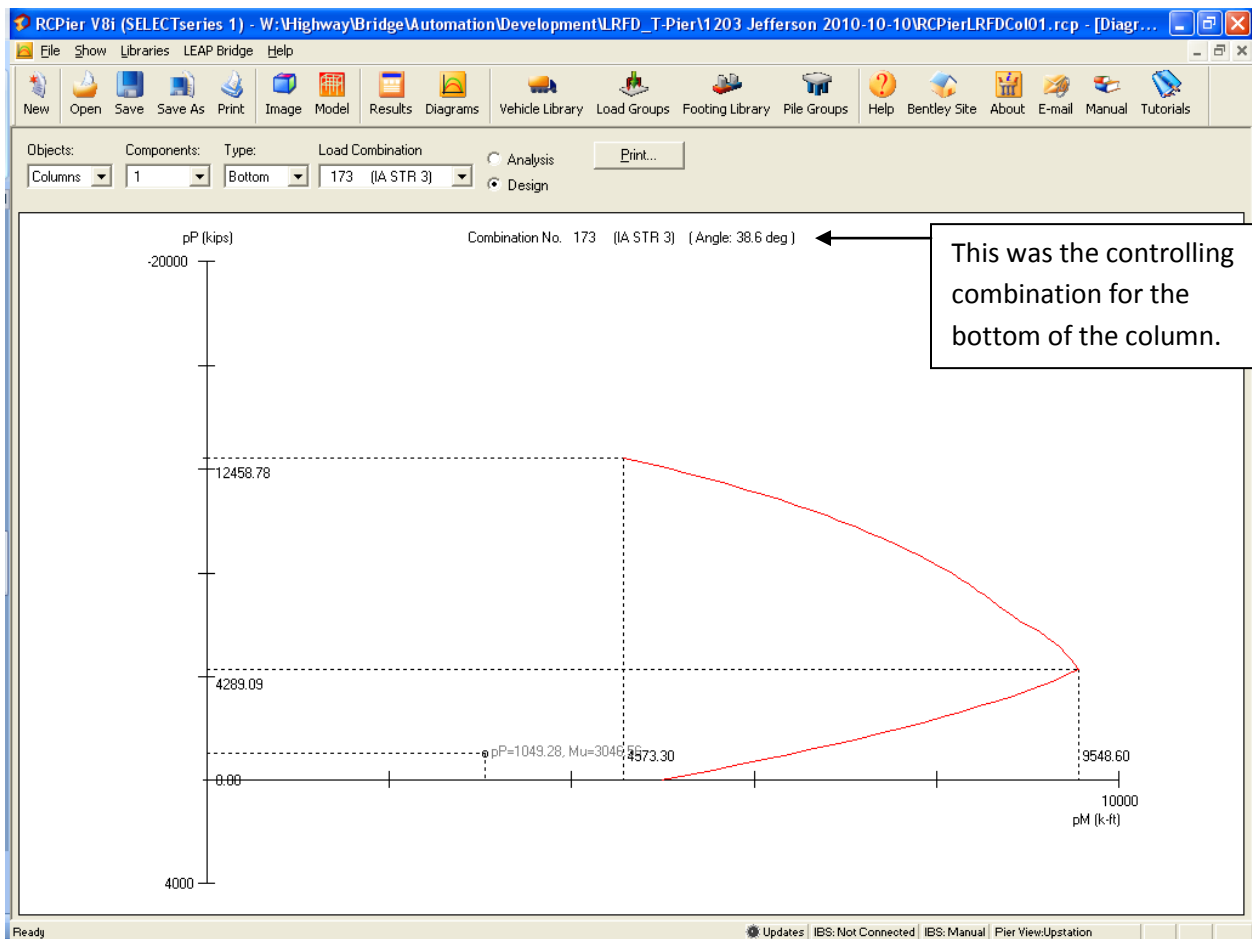 RCPier V8i (SELECTseries 1) - W:\Highway\Bridge\Automation\Development\LRFD_T-Pier\1203 Jefferson 2010-10-10\RCPierLRFDCol01.rcp - [Diagr...
File Show Libraries LEAP Bridge Help
New Open Save Save As Print Image Model Results Diagrams Vehicle Library Load Groups Footing Library Pile Groups Help Bentley Site About E-mail Manual Tutorials
Objects: Components: Type: Load Combination
Columns 1 Bottom 173 (IA STR 3)
Analysis
Design
Print...
pP (kips)
Combination No. 173 (IA STR 3) (Angle: 38.6 deg )
This was the controlling
combination for the
bottom of the column.
-20000
12458.78
4289.09
pP=1049.28, Mu=3046.56
4573.30
9548.60
0.00
10000
pM (k-ft)
4000
Ready Updates IBS: Not Connected IBS: Manual Pier View:Upstation